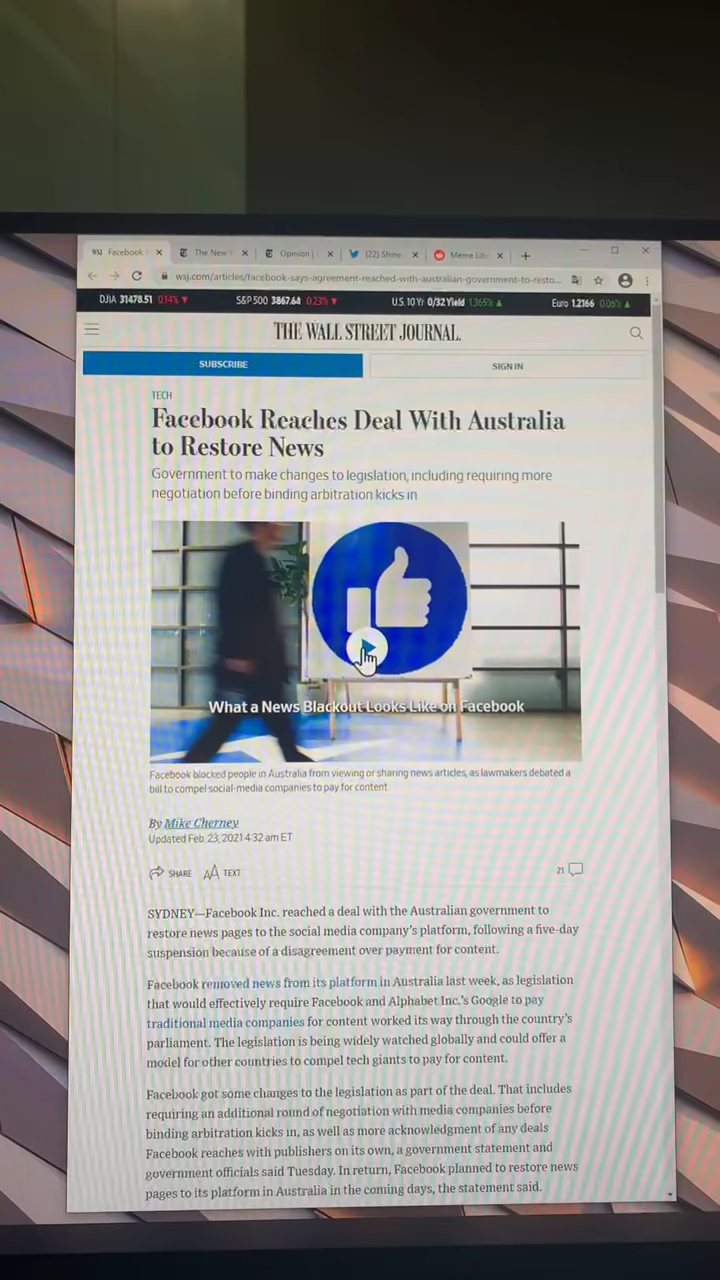 WSJ Facebook
The New
Opinion |
(22) Shine
Meme Lib
wsj.com/articles/facebook-says-agreement-reached-with-australian-government-to-resto...
DJIA 31478.51 0.14% ▼
S&P 500 3867.64 0.23% ▼
U.S. 10 Yr 0/32 Yield 1.365% ▲
Euro 1.2166 0.06% ▲
THE WALL STREET JOURNAL.
SUBSCRIBE
SIGN IN
TECH
Facebook Reaches Deal With Australia
to Restore News
Government to make changes to legislation, including requiring more
negotiation before binding arbitration kicks in
What a News Blackout Looks Like on Facebook
Facebook blocked people in Australia from viewing or sharing news articles, as lawmakers debated a
bill to compel social-media companies to pay for content.
By Mike Cherney
Updated Feb. 23, 2021 4:32 am ET
SHARE
AA TEXT
21
SYDNEY—Facebook Inc. reached a deal with the Australian government to
restore news pages to the social media company's platform, following a five-day
suspension because of a disagreement over payment for content.
Facebook removed news from its platform in Australia last week, as legislation
that would effectively require Facebook and Alphabet Inc.'s Google to pay
traditional media companies for content worked its way through the country's
parliament. The legislation is being widely watched globally and could offer a
model for other countries to compel tech giants to pay for content.
Facebook got some changes to the legislation as part of the deal. That includes
requiring an additional round of negotiation with media companies before
binding arbitration kicks in, as well as more acknowledgment of any deals
Facebook reaches with publishers on its own, a government statement and
government officials said Tuesday. In return, Facebook planned to restore news
pages to its platform in Australia in the coming days, the statement said.